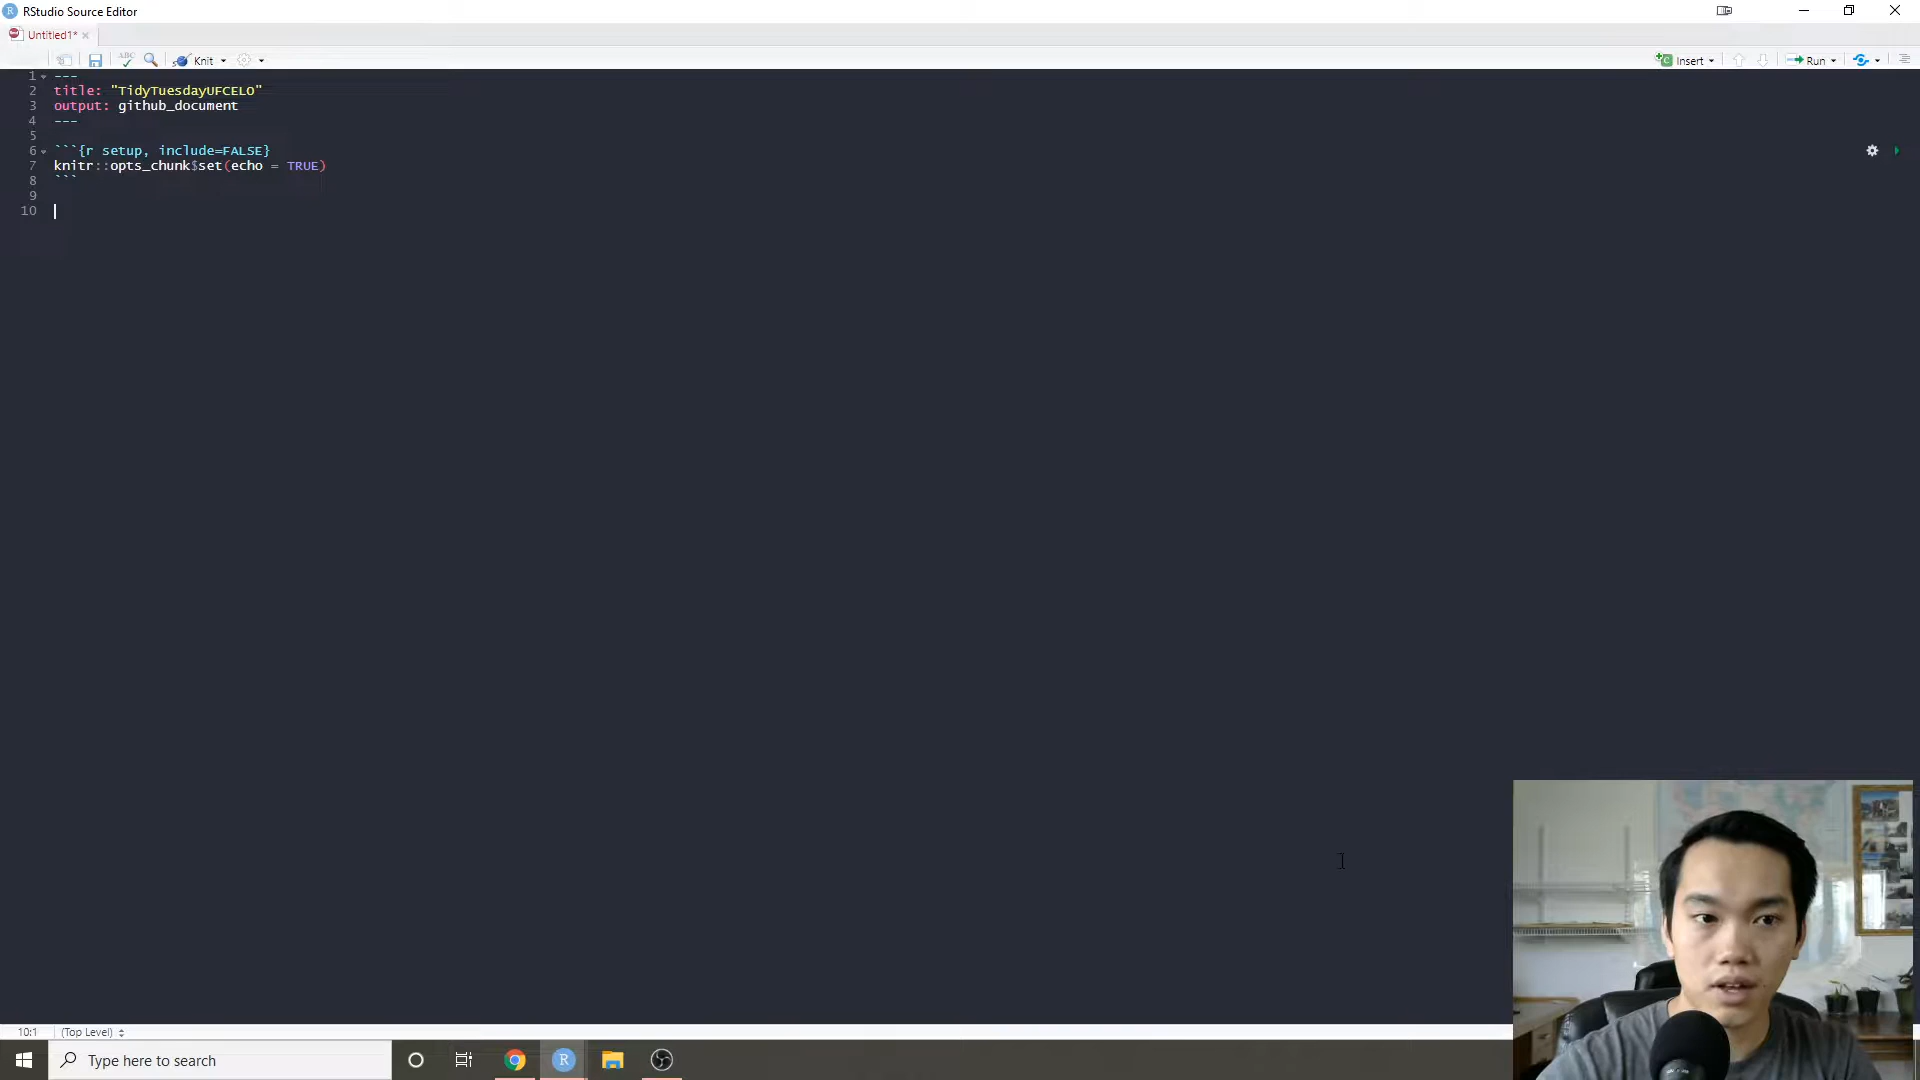 RStudio Source Editor
Untitled1*
ABC Knit Insert Run
1 ---
2 title: "TidyTuesdayUFCELO"
3 output: github_document
4 ---
5
6 ```{r setup, include=FALSE}
7 knitr::opts_chunk$set(echo = TRUE)
8 ```
9
10
10:1 (Top Level)
Type here to search
R